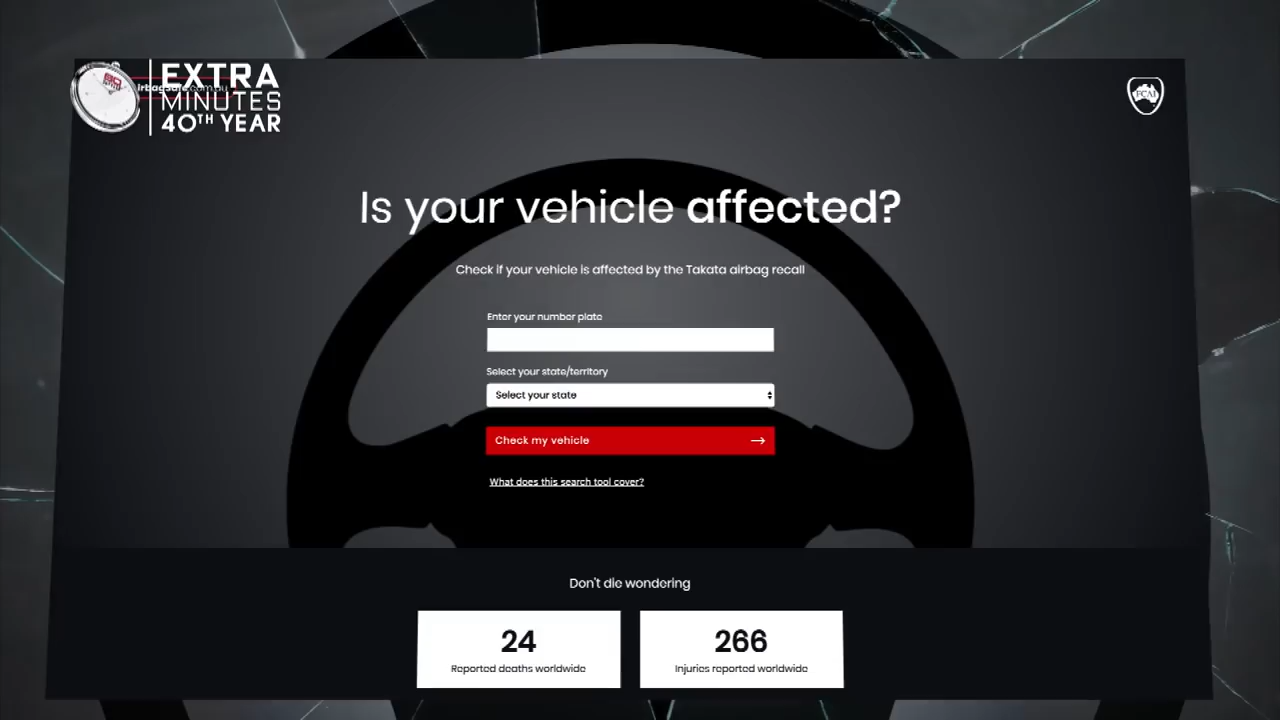 EXTRA
MINUTES
40TH YEAR
FCAI
Is your vehicle affected?
Check if your vehicle is affected by the Takata airbag recall
Enter your number plate
Select your state/territory
Select your state
Check my vehicle
What does this search tool cover?
Don't die wondering
24
Reported deaths worldwide
266
Injuries reported worldwide